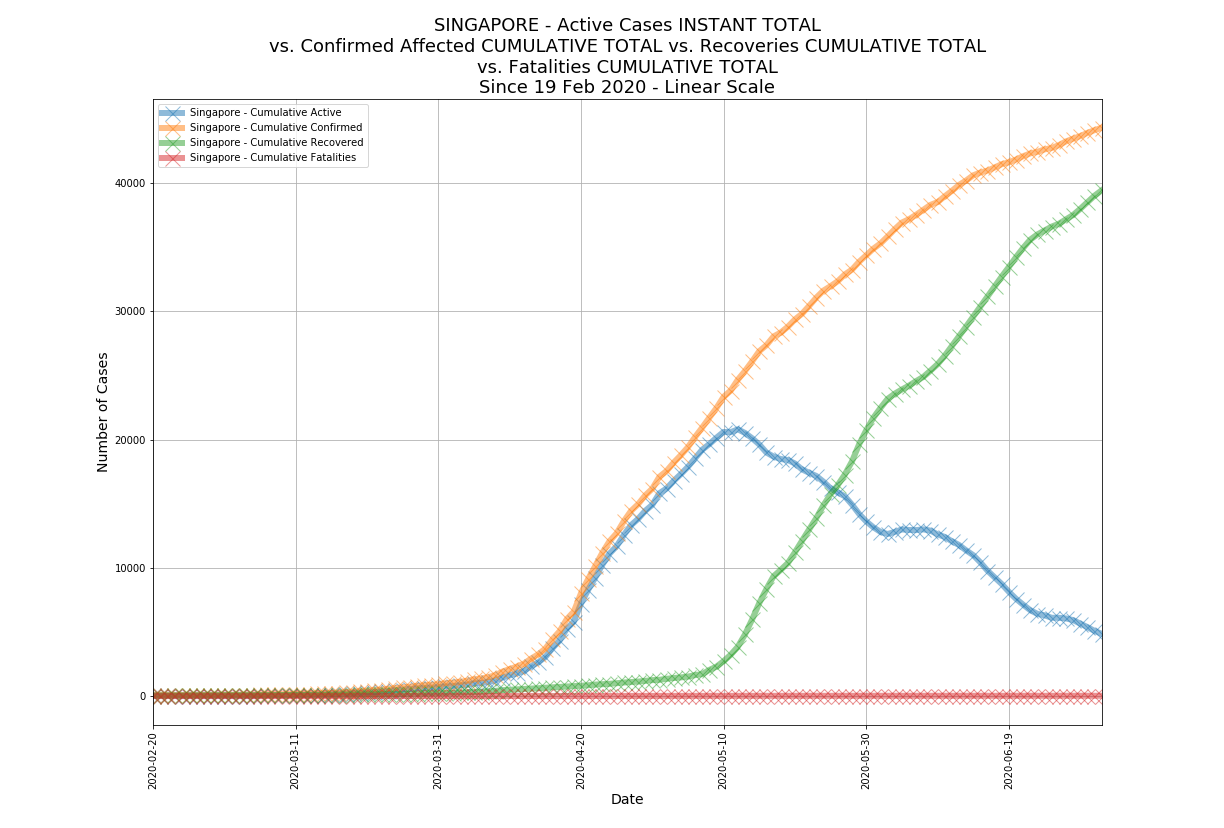 SINGAPORE - Active Cases INSTANT TOTAL
vs. Confirmed Affected CUMULATIVE TOTAL vs. Recoveries CUMULATIVE TOTAL
vs. Fatalities CUMULATIVE TOTAL
Since 19 Feb 2020 - Linear Scale
Singapore - Cumulative Active
Singapore - Cumulative Confirmed
Singapore - Cumulative Recovered
Singapore - Cumulative Fatalities
Number of Cases
40000
30000
20000
10000
0
2020-02-20
2020-03-11
2020-03-31
2020-04-20
2020-05-10
2020-05-30
2020-06-19
Date